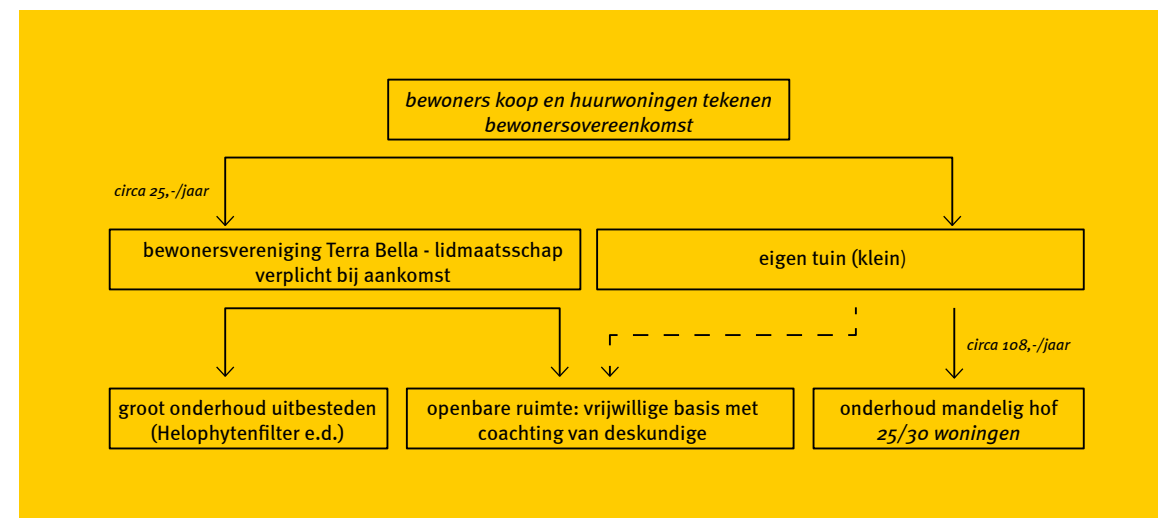 bewoners koop en huurwoningen tekenen
bewonersovereenkomst
circa 25,-/jaar
bewonersvereniging Terra Bella - lidmaatsschap
verplicht bij aankomst
eigen tuin (klein)
circa 108,-/jaar
groot onderhoud uitbesteden
(Helophytenfilter e.d.)
openbare ruimte: vrijwillige basis met
coachting van deskundige
onderhoud mandelig hof
25/30 woningen